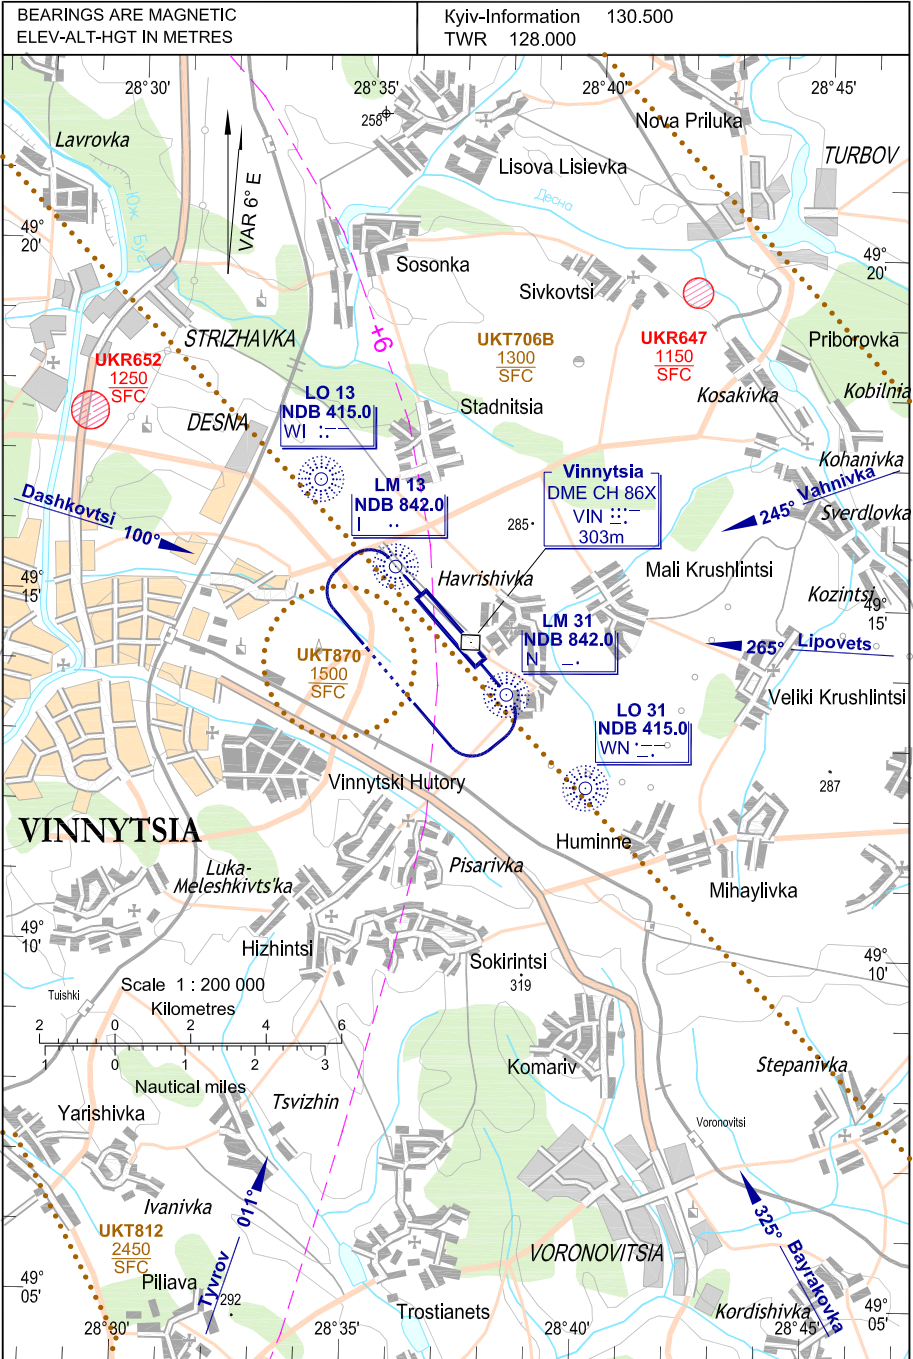 BEARINGS ARE MAGNETIC
ELEV-ALT-HGT IN METRES
Kyiv-Information 130.500
TWR 128.000
28°30'
28°35'
28°40'
28°45'
Lavrovka
258
Nova Priluka
Lisova Lisievka
TURBOV
Десна
Юж. Буг
VAR 6° E
49°
20'
49°
20'
Sosonka
Sivkovtsi
STRIZHAVKA
+6
UKT706B
1300
SFC
UKR647
1150
SFC
Priborovka
UKR652
1250
SFC
LO 13
NDB 415.0
WI
Stadnitsia
Kosakivka
Kobilnia
DESNA
Kohanivka
LM 13
NDB 842.0
I
Vinnytsia
DME CH 86X
VIN
303m
245° Vahnivka
Sverdlovka
Dashkovtsi 100°
285
Mali Krushlintsi
Havrishivka
49°
15'
Kozintsi
49°
15'
LM 31
NDB 842.0
N
UKT870
1500
SFC
265° Lipovets
Veliki Krushlintsi
LO 31
NDB 415.0
WN
Vinnytski Hutory
287
VINNYTSIA
Huminne
Luka-
Meleshkivts'ka
Pisarivka
Mihaylivka
49°
10'
Hizhintsi
Sokirintsi
319
49°
10'
Scale 1 : 200 000
Kilometres
2 0 2 4 6
1 0 1 2 3
Nautical miles
Tuishki
Komariv
Stepanivka
Tsvizhin
Yarishivka
Voronovitsi
Ivanivka
UKT812
2450
SFC
Tyvrov 011°
325° Bayrakovka
VORONOVITSIA
49°
05'
Piliava
292
Trostianets
Kordishivka
49°
05'
28°30'
28°35'
28°40'
28°45'